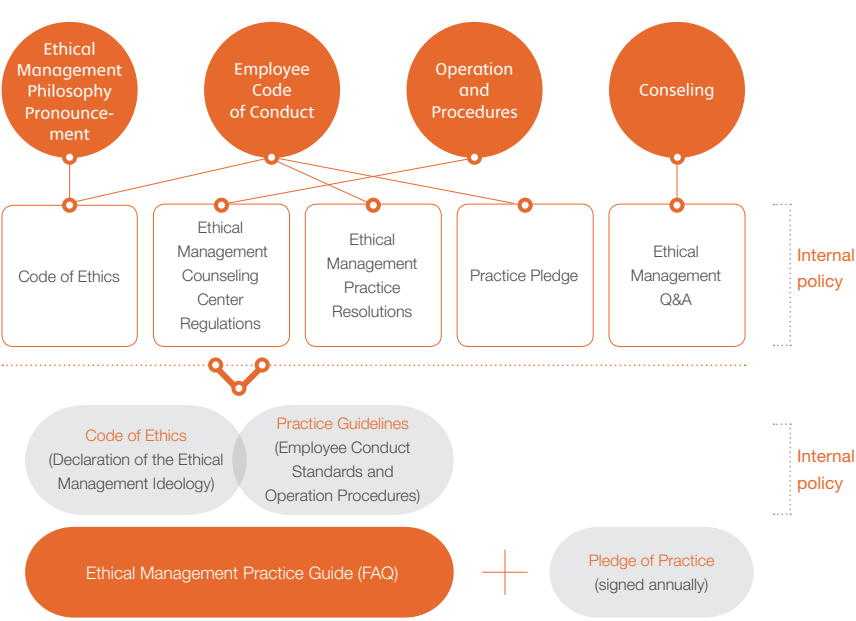 Ethical
Management
Philosophy
Pronounce-
ment
Employee
Code
of Conduct
Operation
and
Procedures
Conseling
Code of Ethics
Ethical
Management
Counseling
Center
Regulations
Ethical
Management
Practice
Resolutions
Practice Pledge
Ethical
Management
Q&A
Internal
policy
Code of Ethics
(Declaration of the Ethical
Management Ideology)
Practice Guidelines
(Employee Conduct
Standards and
Operation Procedures)
Internal
policy
Ethical Management Practice Guide (FAQ)
Pledge of Practice
(signed annually)